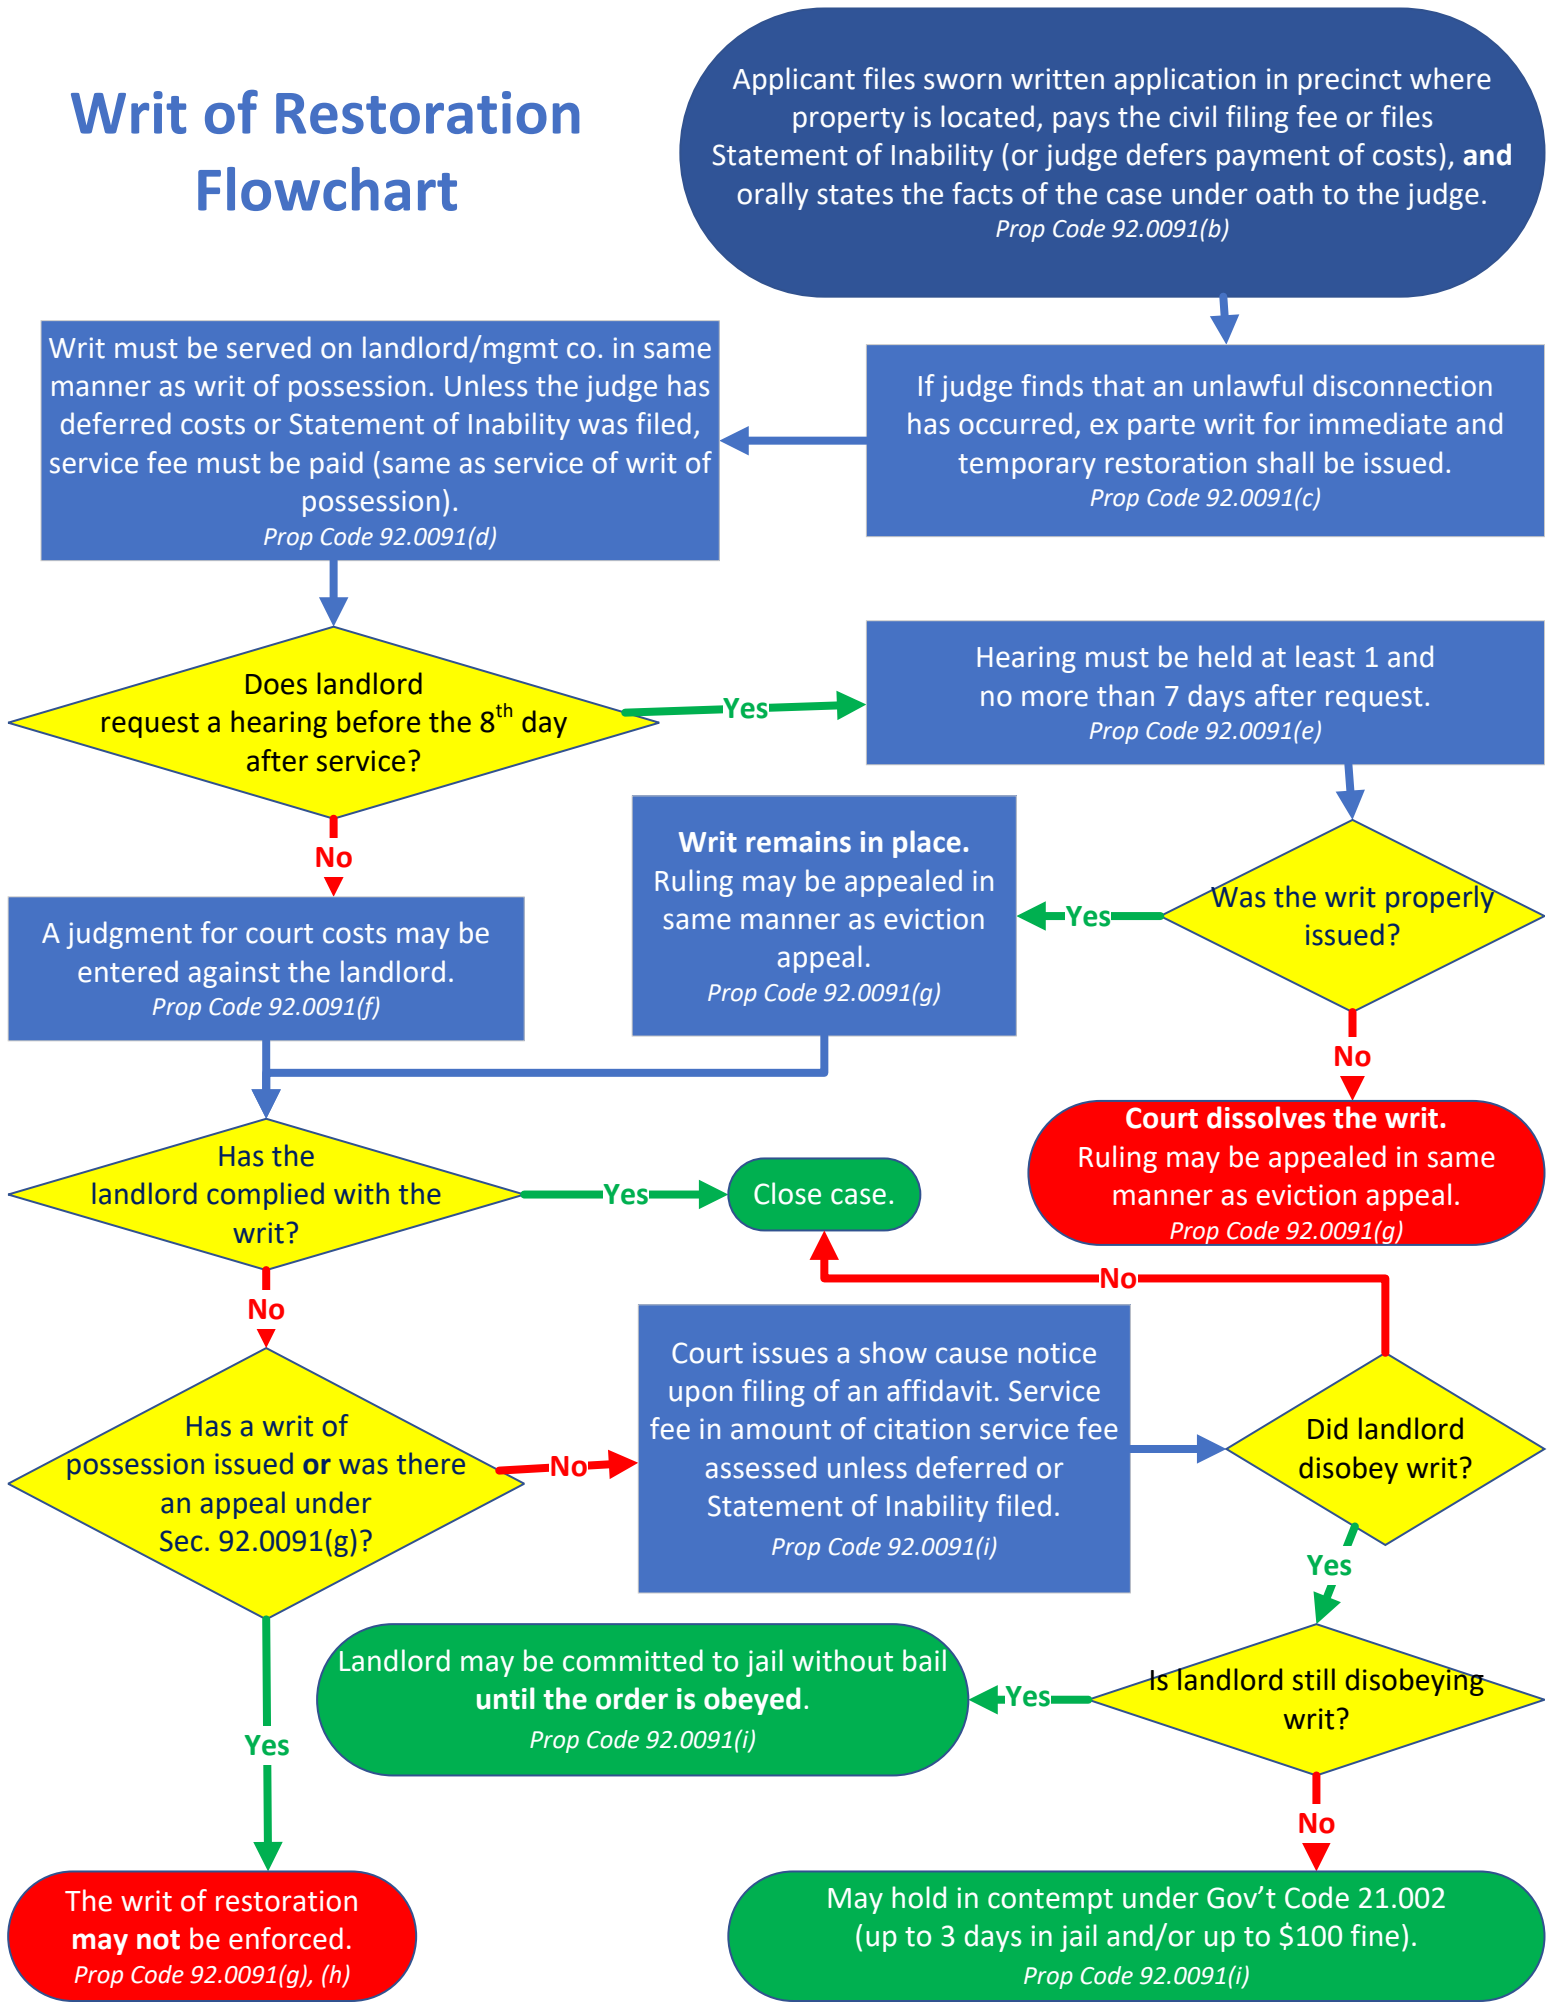 Writ of Restoration
Flowchart
Applicant files sworn written application in precinct where
property is located, pays the civil filing fee or files
Statement of Inability (or judge defers payment of costs), and
orally states the facts of the case under oath to the judge.
Prop Code 92.0091(b)
If judge finds that an unlawful disconnection
has occurred, ex parte writ for immediate and
temporary restoration shall be issued.
Prop Code 92.0091(c)
Writ must be served on landlord/mgmt co. in same
manner as writ of possession. Unless the judge has
deferred costs or Statement of Inability was filed,
service fee must be paid (same as service of writ of
possession).
Prop Code 92.0091(d)
Does landlord
request a hearing before the 8th day
after service?
Yes
Hearing must be held at least 1 and
no more than 7 days after request.
Prop Code 92.0091(e)
No
A judgment for court costs may be
entered against the landlord.
Prop Code 92.0091(f)
Writ remains in place.
Ruling may be appealed in
same manner as eviction
appeal.
Prop Code 92.0091(g)
Yes
Was the writ properly
issued?
No
Court dissolves the writ.
Ruling may be appealed in same
manner as eviction appeal.
Prop Code 92.0091(g)
Has the
landlord complied with the
writ?
Yes
Close case.
No
No
Has a writ of
possession issued or was there
an appeal under
Sec. 92.0091(g)?
No
Court issues a show cause notice
upon filing of an affidavit. Service
fee in amount of citation service fee
assessed unless deferred or
Statement of Inability filed.
Prop Code 92.0091(i)
Did landlord
disobey writ?
Yes
Is landlord still disobeying
writ?
Yes
Landlord may be committed to jail without bail
until the order is obeyed.
Prop Code 92.0091(i)
Yes
The writ of restoration
may not be enforced.
Prop Code 92.0091(g), (h)
No
May hold in contempt under Gov’t Code 21.002
(up to 3 days in jail and/or up to $100 fine).
Prop Code 92.0091(i)